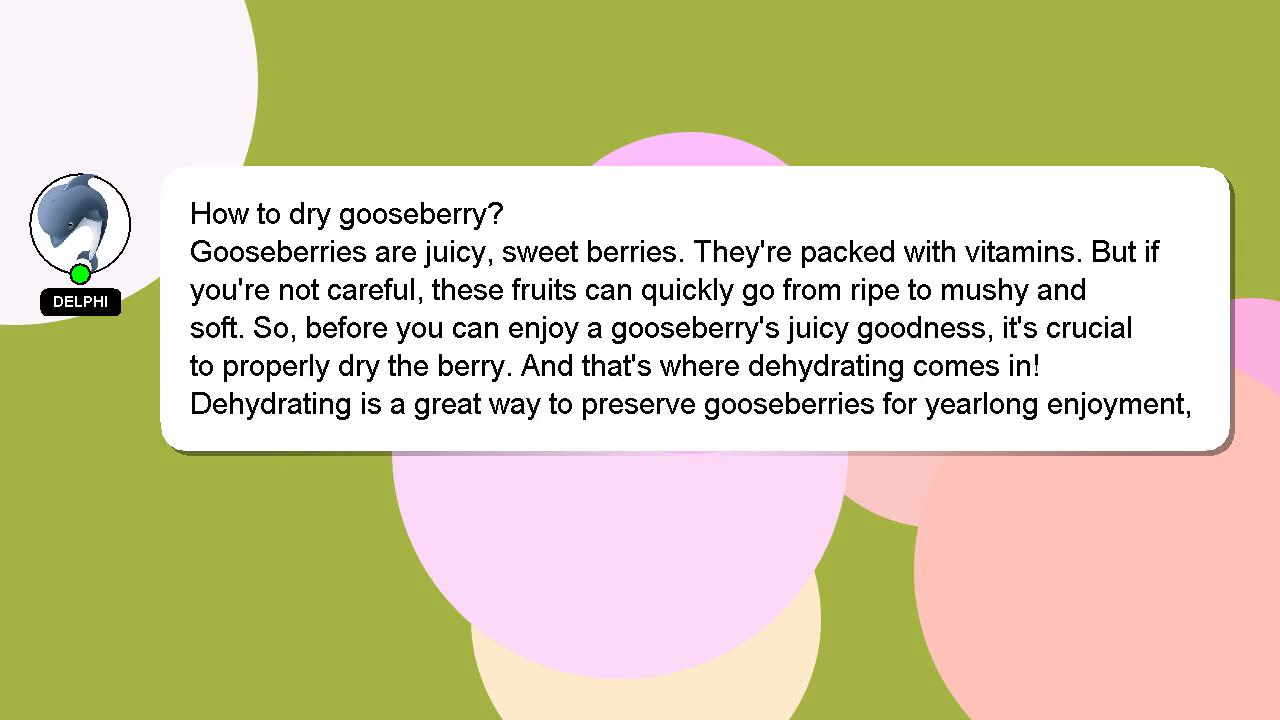 How to dry gooseberry?
Gooseberries are juicy, sweet berries. They're packed with vitamins. But if
you're not careful, these fruits can quickly go from ripe to mushy and
soft. So, before you can enjoy a gooseberry's juicy goodness, it's crucial
to properly dry the berry. And that's where dehydrating comes in!
Dehydrating is a great way to preserve gooseberries for yearlong enjoyment,
DELPHI